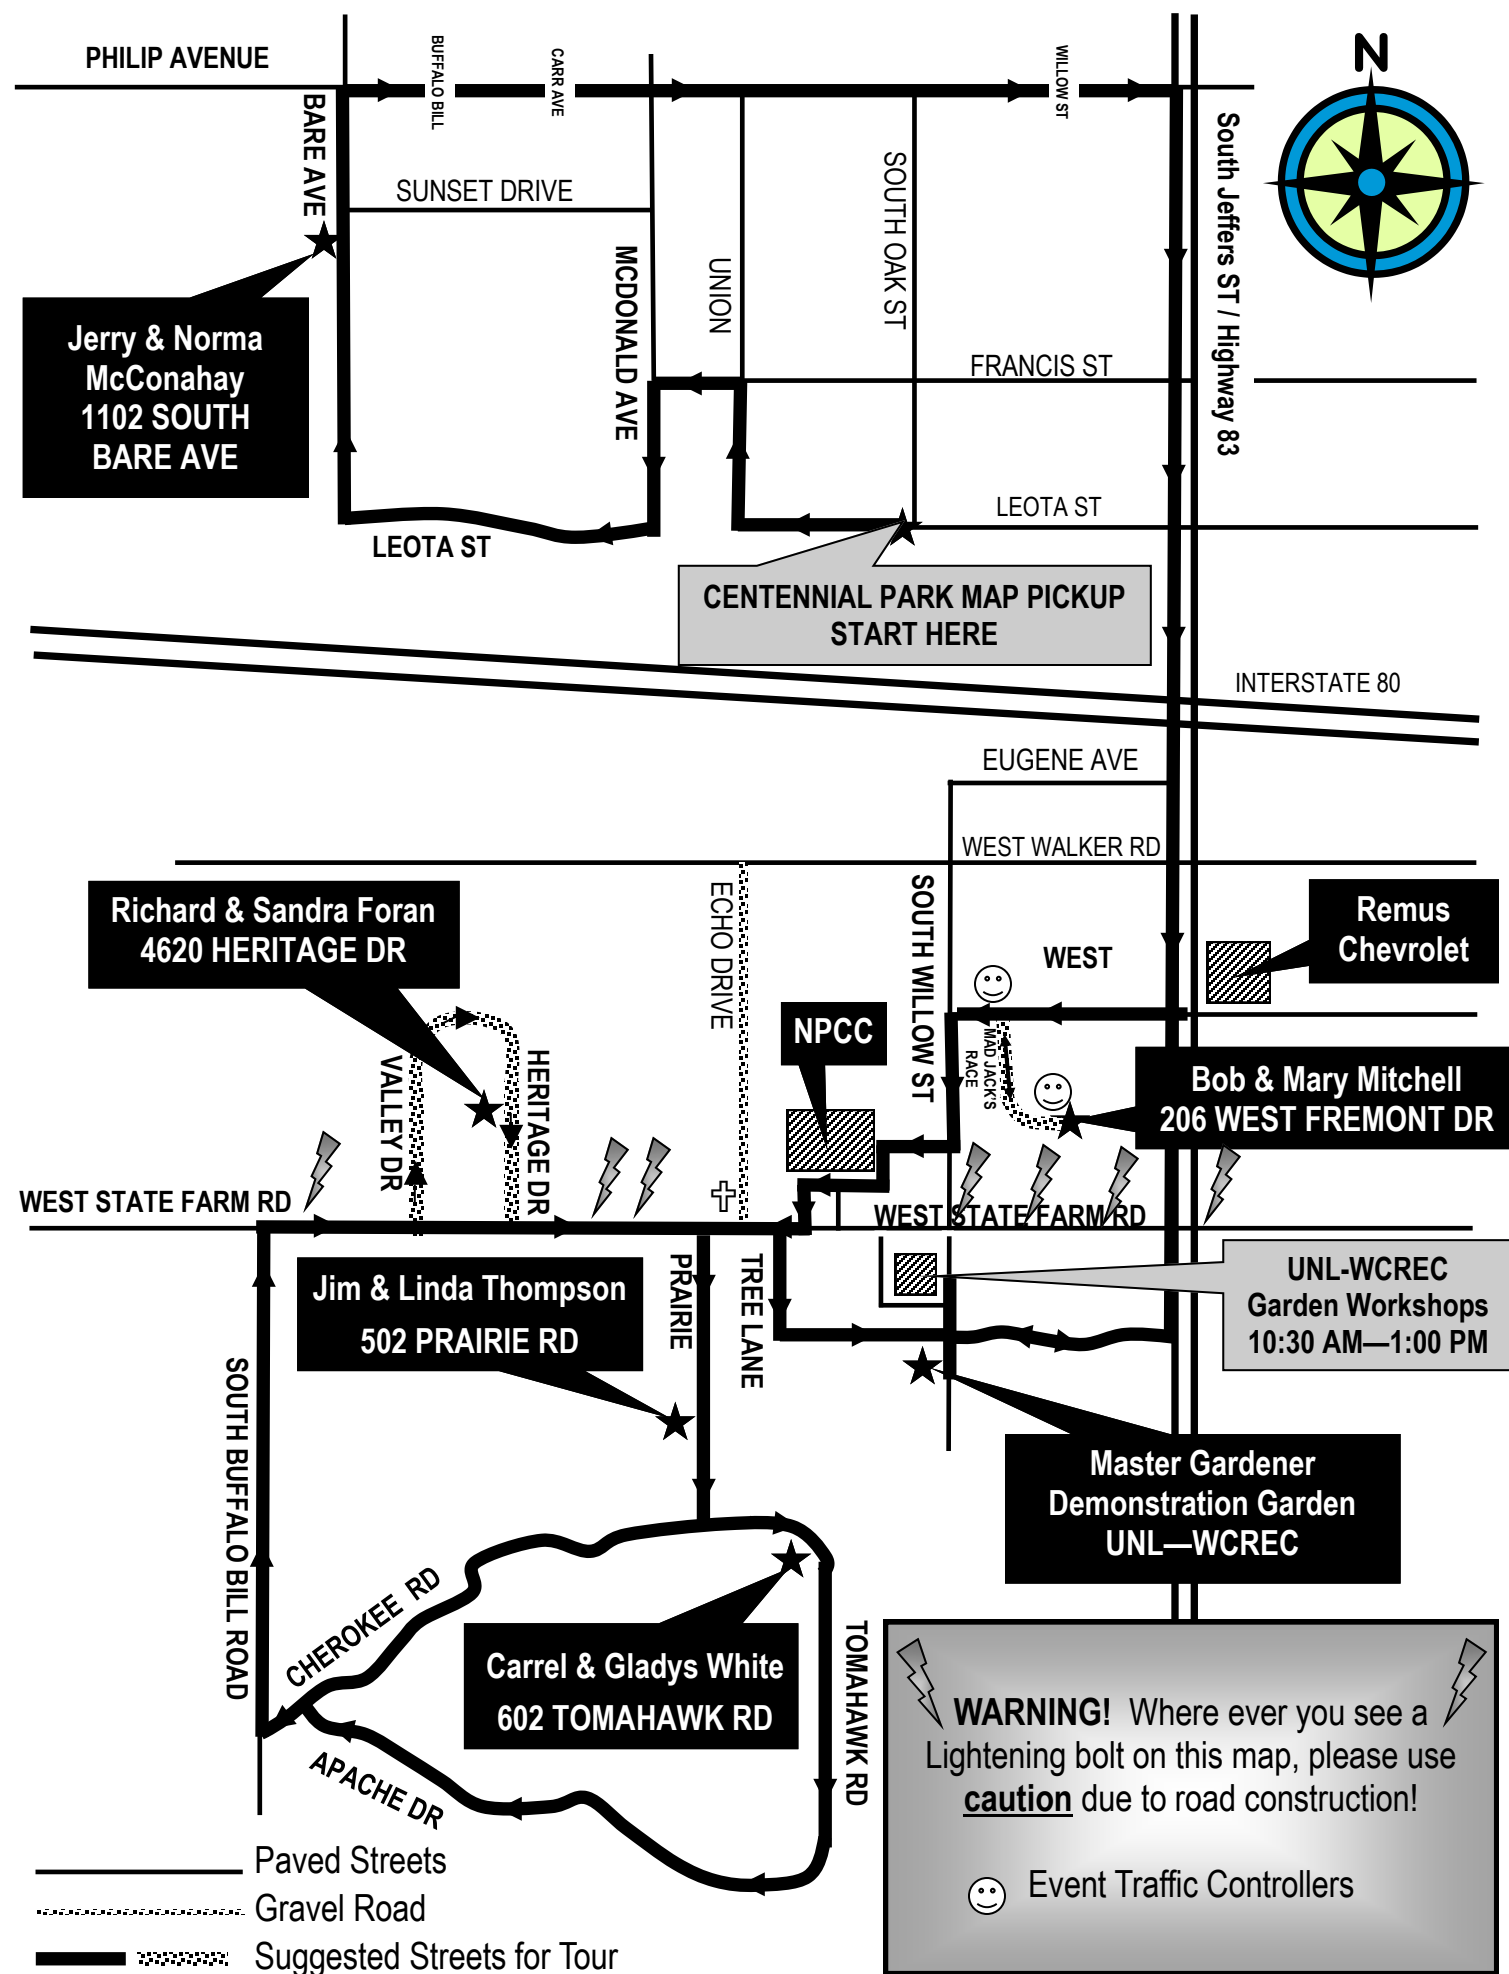 PHILIP AVENUE
BUFFALO BILL
CARR AVE
WILLOW ST
N
BARE AVE
SUNSET DRIVE
MCDONALD AVE
UNION
SOUTH OAK ST
South Jeffers ST / Highway 83
Jerry & Norma
McConahay
1102 SOUTH
BARE AVE
FRANCIS ST
LEOTA ST
LEOTA ST
CENTENNIAL PARK MAP PICKUP
START HERE
INTERSTATE 80
EUGENE AVE
WEST WALKER RD
Richard & Sandra Foran
4620 HERITAGE DR
ECHO DRIVE
SOUTH WILLOW ST
WEST
Remus
Chevrolet
NPCC
VALLEY DR
HERITAGE DR
MAD JACK'S
RACE
Bob & Mary Mitchell
206 WEST FREMONT DR
WEST STATE FARM RD
WEST STATE FARM RD
Jim & Linda Thompson
502 PRAIRIE RD
PRAIRIE
TREE LANE
UNL-WCREC
Garden Workshops
10:30 AM—1:00 PM
SOUTH BUFFALO BILL ROAD
Master Gardener
Demonstration Garden
UNL—WCREC
CHEROKEE RD
Carrel & Gladys White
602 TOMAHAWK RD
TOMAHAWK RD
APACHE DR
WARNING! Where ever you see a
Lightening bolt on this map, please use
caution due to road construction!
Event Traffic Controllers
Paved Streets
Gravel Road
Suggested Streets for Tour